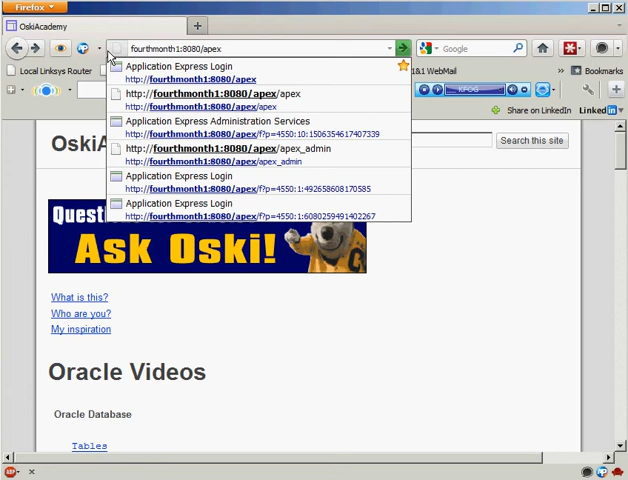 Firefox
OskiAcademy
fourthmonth1:8080/apex
Google
Local Linksys Router
1&1 WebMail
Bookmarks
Application Express Login
http://fourthmonth1:8080/apex
http://fourthmonth1:8080/apex/apex
http://fourthmonth1:8080/apex/apex
Application Express Administration Services
http://fourthmonth1:8080/apex/f?p=4550:10:1506354617407339
http://fourthmonth1:8080/apex/apex_admin
http://fourthmonth1:8080/apex/apex_admin
Application Express Login
http://fourthmonth1:8080/apex/f?p=4550:1:492658608170585
Application Express Login
http://fourthmonth1:8080/apex/f?p=4550:1:6080259491402267
KFOG
Share on LinkedIn
Linked in
Search this site
Ask Oski!
What is this?
Who are you?
My inspiration
Oracle Videos
Oracle Database
Tables